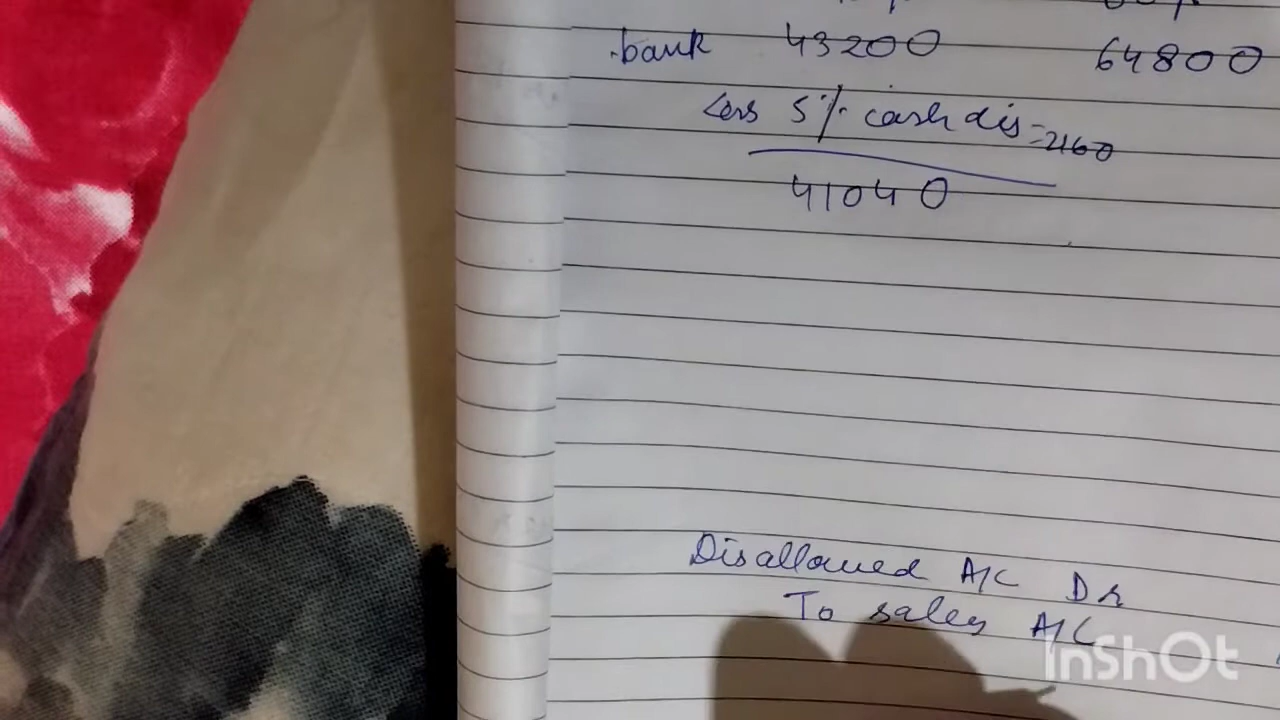 bank 43200 64800
Less 5% cash dis = 2160
41040
Disallowed A/C Dr
To sales A/C
InShOt